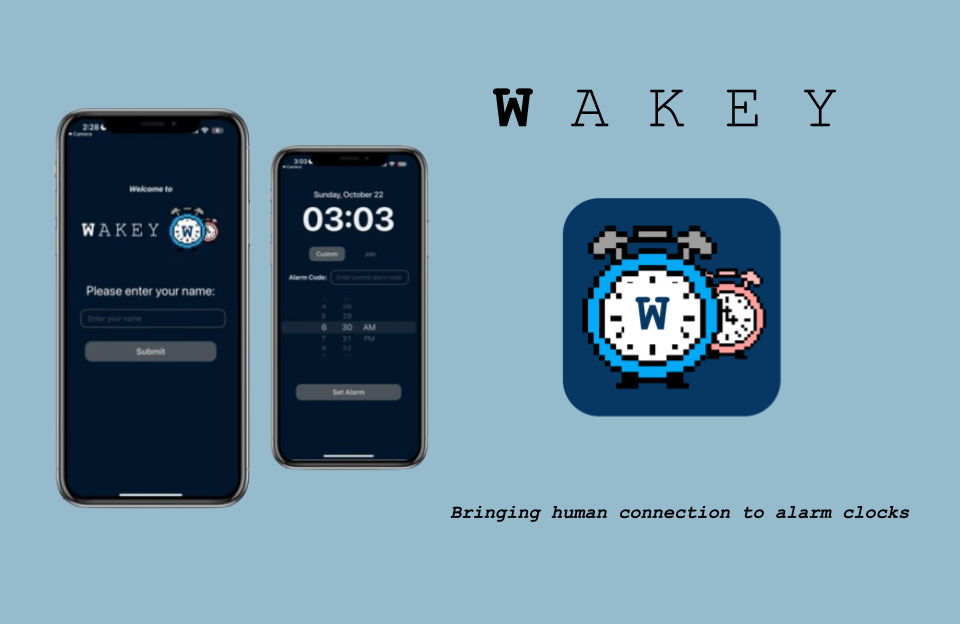 W A K E Y
2:28
Camera
Welcome to
W A K E Y
W
Please enter your name:
Enter your name
Submit
3:03
Camera
Sunday, October 22
03:03
Custom Join
Alarm Code: Enter custom alarm code
4 28
5 29
6 30 AM
7 31 PM
8
Set Alarm
W
Bringing human connection to alarm clocks